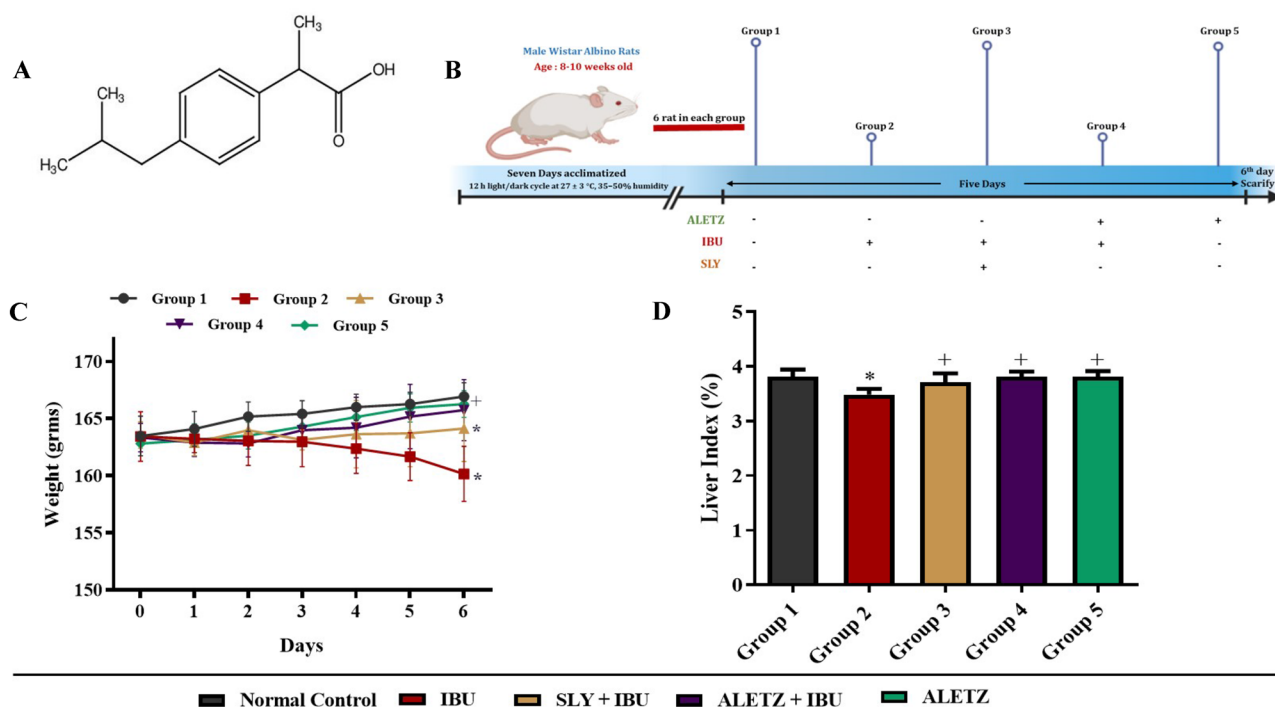 A
CH₃
CH₃
OH
O
H₃C
B
Male Wistar Albino Rats
Age : 8-10 weeks old
6 rat in each group
Group 1
Group 2
Group 3
Group 4
Group 5
Seven Days acclimatized
12 h light/dark cycle at 27 ± 3 °C, 35–50% humidity
Five Days
6th day
Scarify
ALETZ - - - + +
IBU - + + + -
SLY - - + - -
C
Group 1 Group 2 Group 3
Group 4 Group 5
Weight (grms)
170
165
160
155
150
0 1 2 3 4 5 6
Days
+
*
*
D
Liver Index (%)
5
4
3
2
1
0
* + + +
Group 1 Group 2 Group 3 Group 4 Group 5
Normal Control IBU SLY + IBU ALETZ + IBU ALETZ